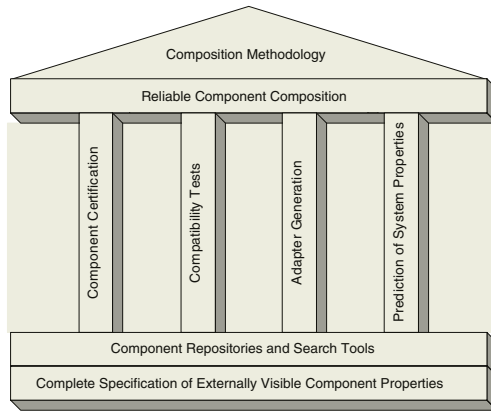 Composition Methodology
Reliable Component Composition
Component Certification
Compatibility Tests
Adapter Generation
Prediction of System Properties
Component Repositories and Search Tools
Complete Specification of Externally Visible Component Properties